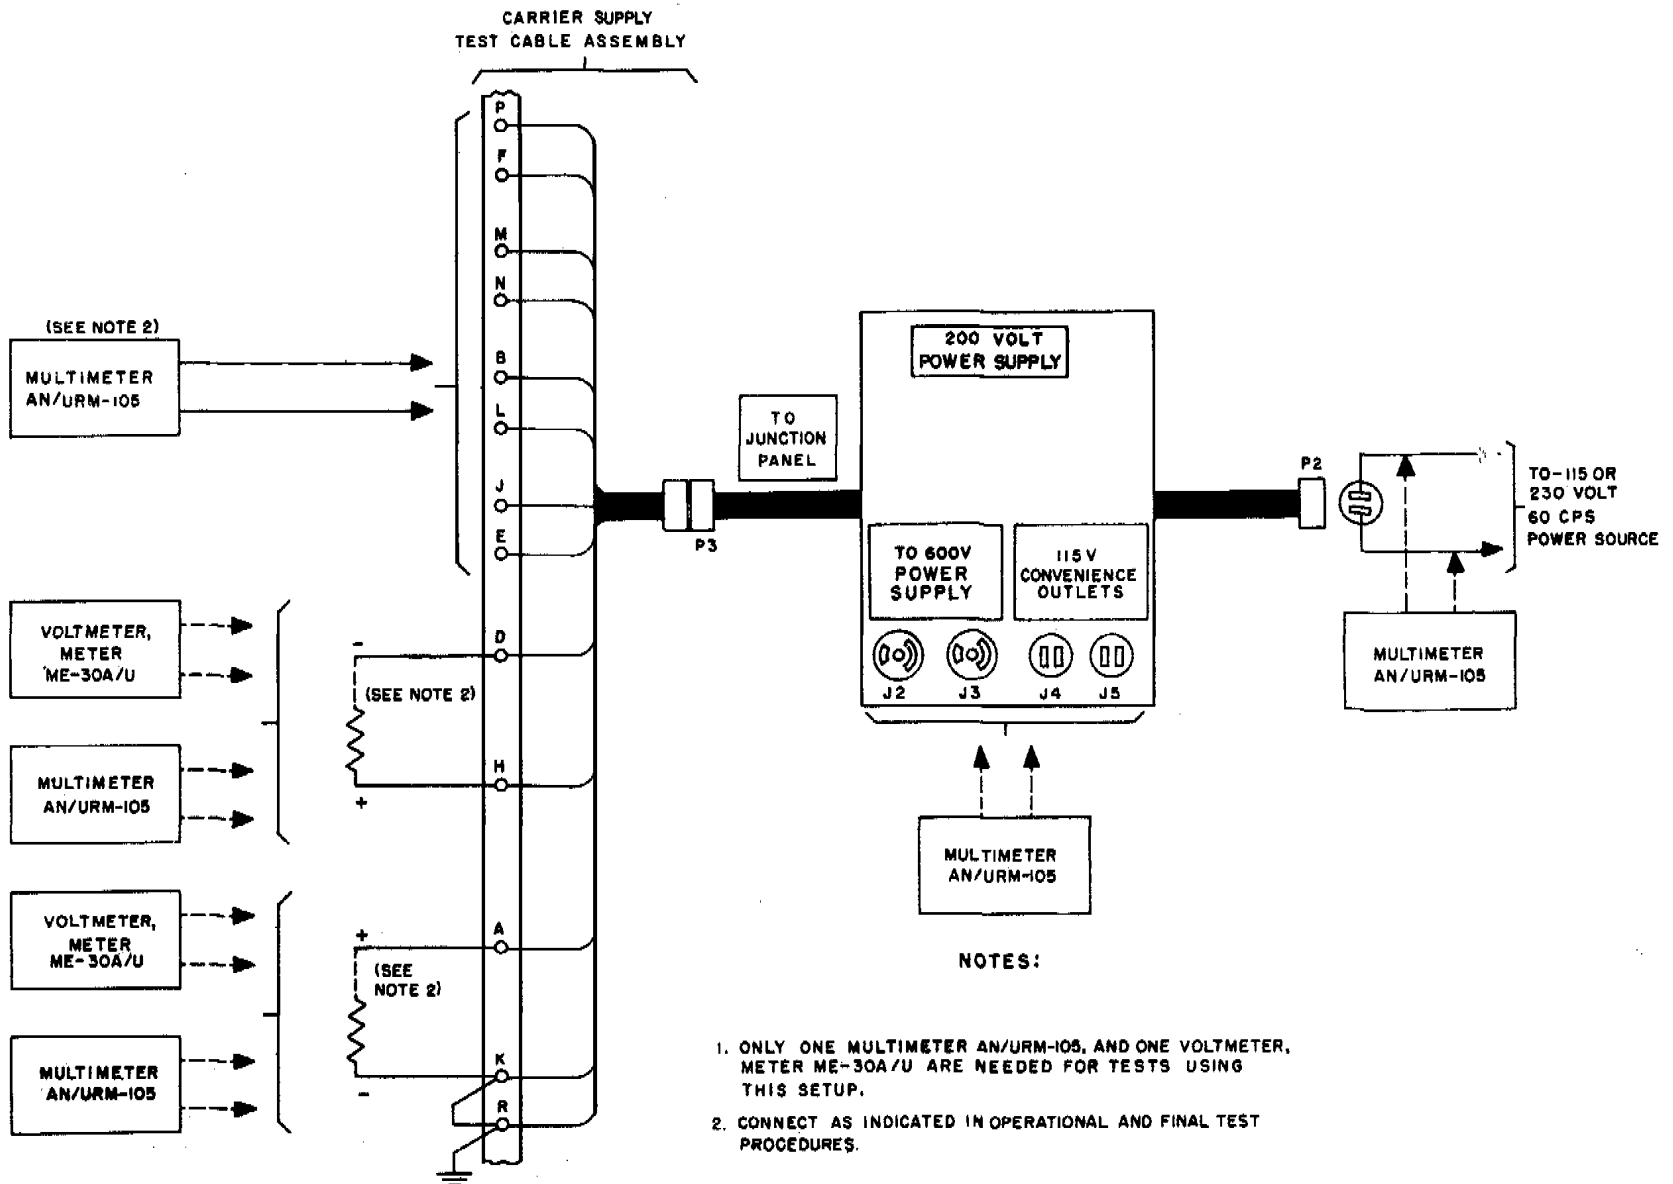 CARRIER SUPPLY
TEST CABLE ASSEMBLY
P
F
M
N
B
L
J
E
D
H
A
K
R
(SEE NOTE 2)
MULTIMETER
AN/URM-105
VOLTMETER,
METER
ME-30A/U
MULTIMETER
AN/URM-105
VOLTMETER,
METER
ME-30A/U
MULTIMETER
AN/URM-105
-
(SEE NOTE 2)
+
+
(SEE
NOTE 2)
-
P3
TO
JUNCTION
PANEL
200 VOLT
POWER SUPPLY
TO 600V
POWER
SUPPLY
115V
CONVENIENCE
OUTLETS
J2
J3
J4
J5
MULTIMETER
AN/URM-105
P2
TO-115 OR
230 VOLT
60 CPS
POWER SOURCE
MULTIMETER
AN/URM-105
NOTES:
1. ONLY ONE MULTIMETER AN/URM-105, AND ONE VOLTMETER,
METER ME-30A/U ARE NEEDED FOR TESTS USING
THIS SETUP.
2. CONNECT AS INDICATED IN OPERATIONAL AND FINAL TEST
PROCEDURES.